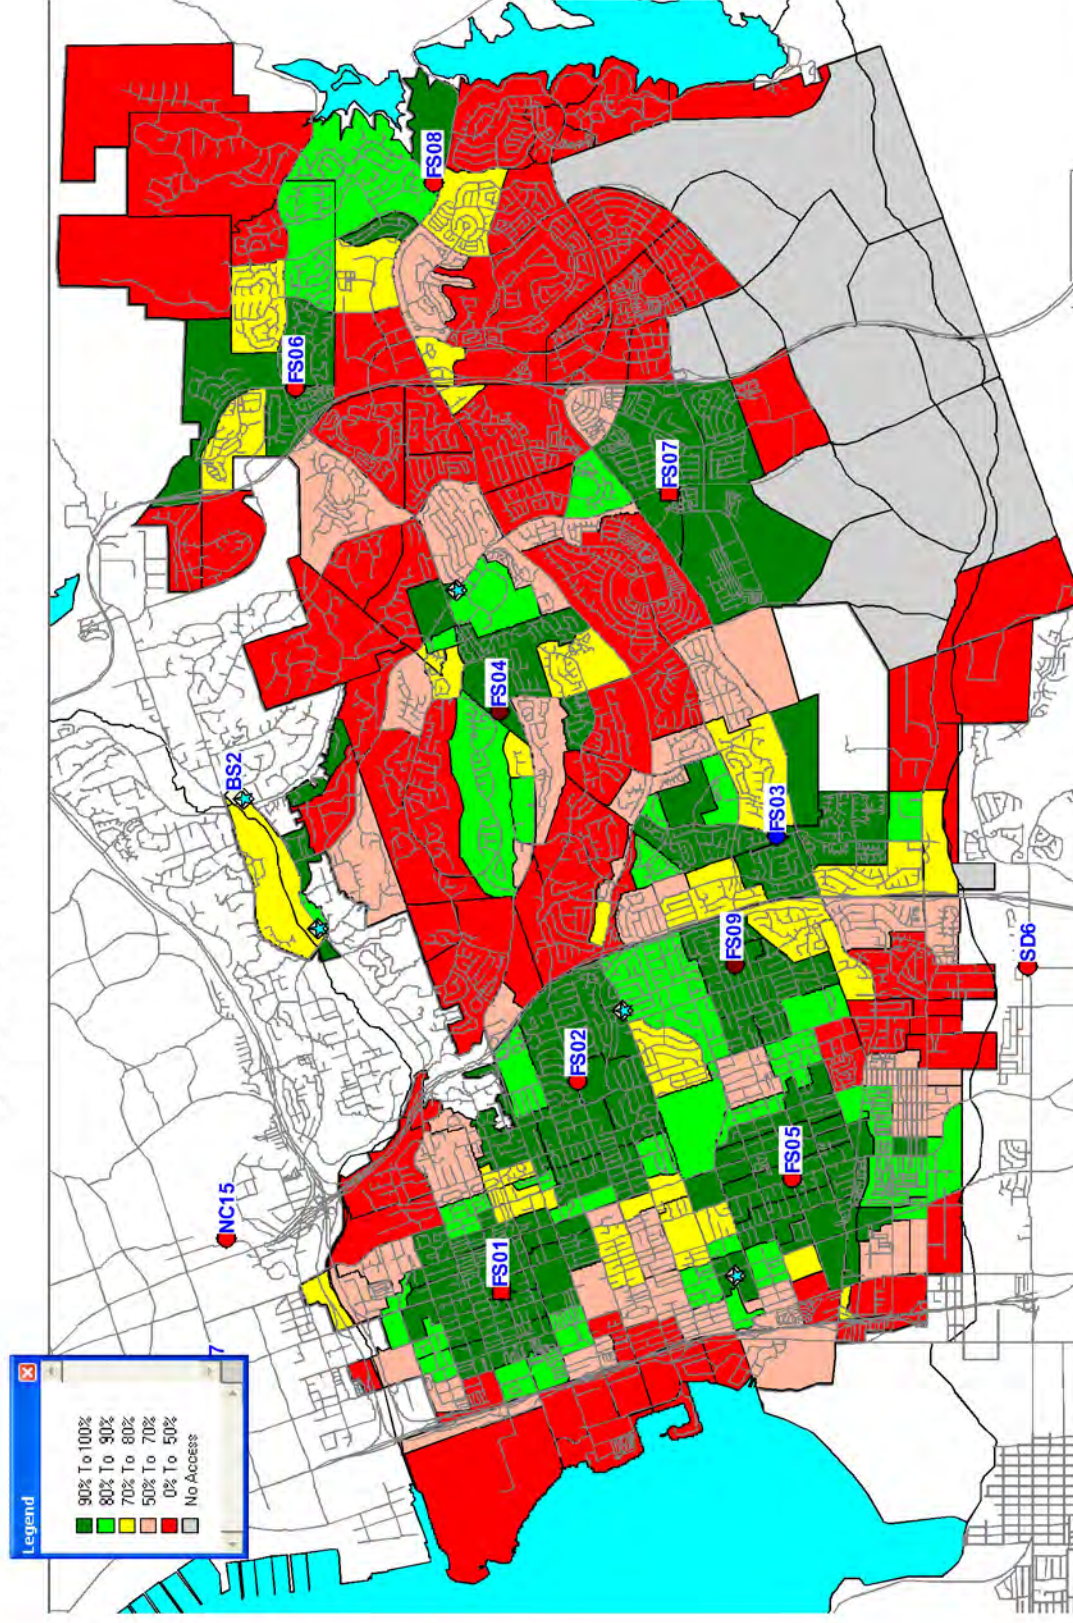 Legend
90% To 100%
80% To 90%
70% To 80%
50% To 70%
0% To 50%
No Access
7
NC15
BS2
FS06
FS08
FS01
FS02
FS04
FS07
FS05
FS09
FS03
SD6